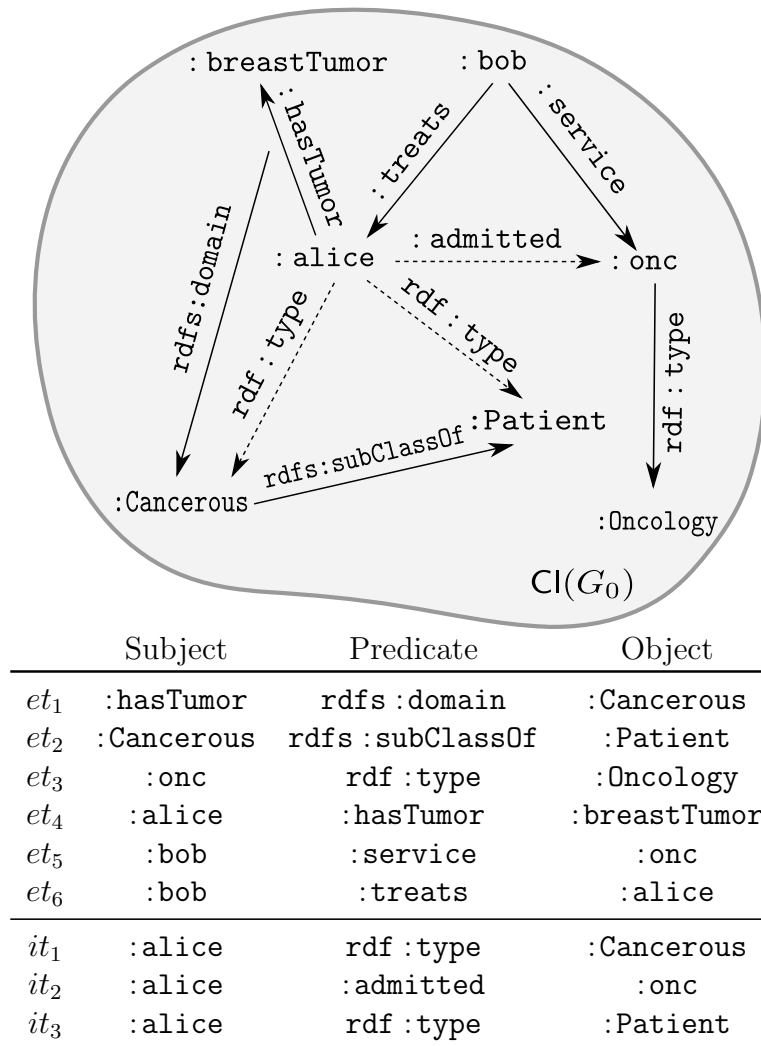 :breastTumor
:bob
:hasTumor
:treats
:service
rdfs:domain
:alice
:admitted
:onc
rdf:type
rdf:type
rdf:type
:Patient
rdfs:subClassOf
:Cancerous
:Oncology
Cl(G₀)
Subject Predicate Object
et₁ :hasTumor rdfs:domain :Cancerous
et₂ :Cancerous rdfs:subClassOf :Patient
et₃ :onc rdf:type :Oncology
et₄ :alice :hasTumor :breastTumor
et₅ :bob :service :onc
et₆ :bob :treats :alice
it₁ :alice rdf:type :Cancerous
it₂ :alice :admitted :onc
it₃ :alice rdf:type :Patient